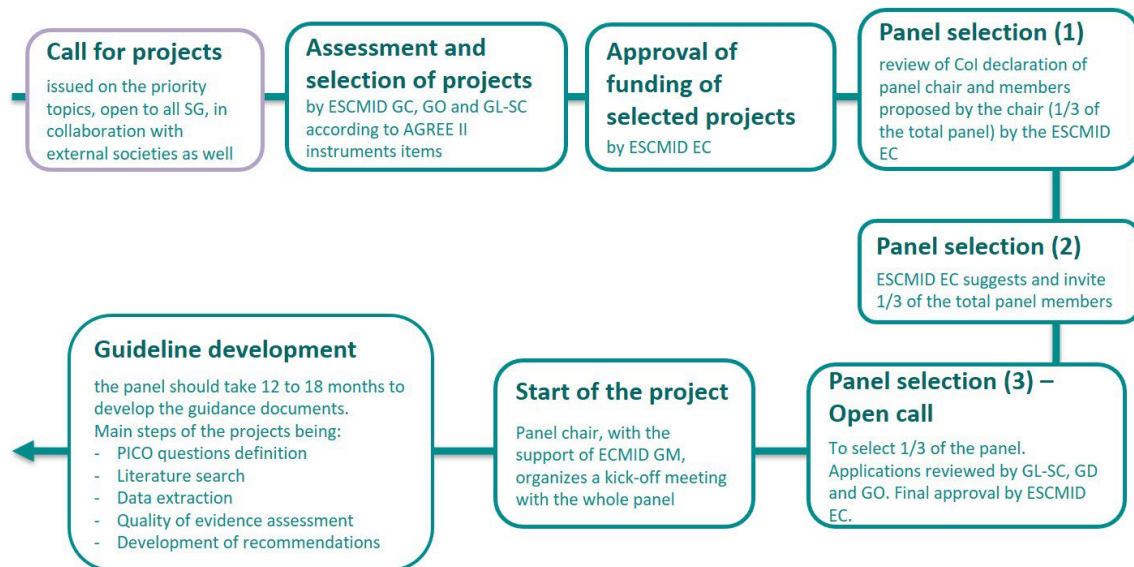 Call for projects
issued on the priority
topics, open to all SG, in
collaboration with
external societies as well
Assessment and
selection of projects
by ESCMID GC, GO and GL-SC
according to AGREE II
instruments items
Approval of
funding of
selected projects
by ESCMID EC
Panel selection (1)
review of CoI declaration of
panel chair and members
proposed by the chair (1/3 of
the total panel) by the ESCMID
EC
Panel selection (2)
ESCMID EC suggests and invite
1/3 of the total panel members
Panel selection (3) –
Open call
To select 1/3 of the panel.
Applications reviewed by GL-SC, GD
and GO. Final approval by ESCMID
EC.
Start of the project
Panel chair, with the
support of ECMID GM,
organizes a kick-off meeting
with the whole panel
Guideline development
the panel should take 12 to 18 months to
develop the guidance documents.
Main steps of the projects being:
- PICO questions definition
- Literature search
- Data extraction
- Quality of evidence assessment
- Development of recommendations